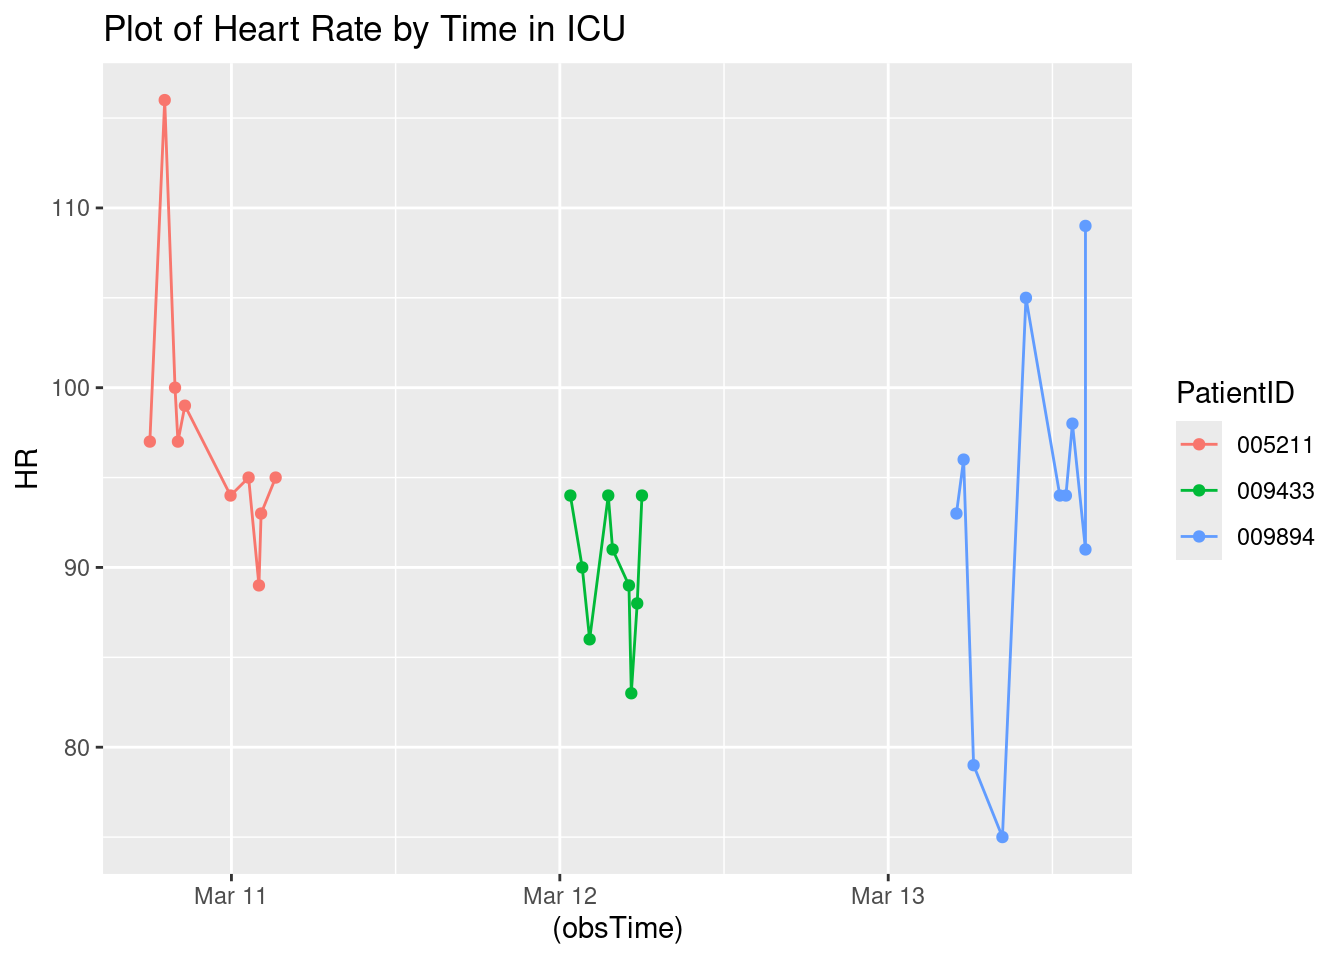 Plot of Heart Rate by Time in ICU
HR
110
100
90
80
Mar 11
Mar 12
Mar 13
(obsTime)
PatientID
005211
009433
009894